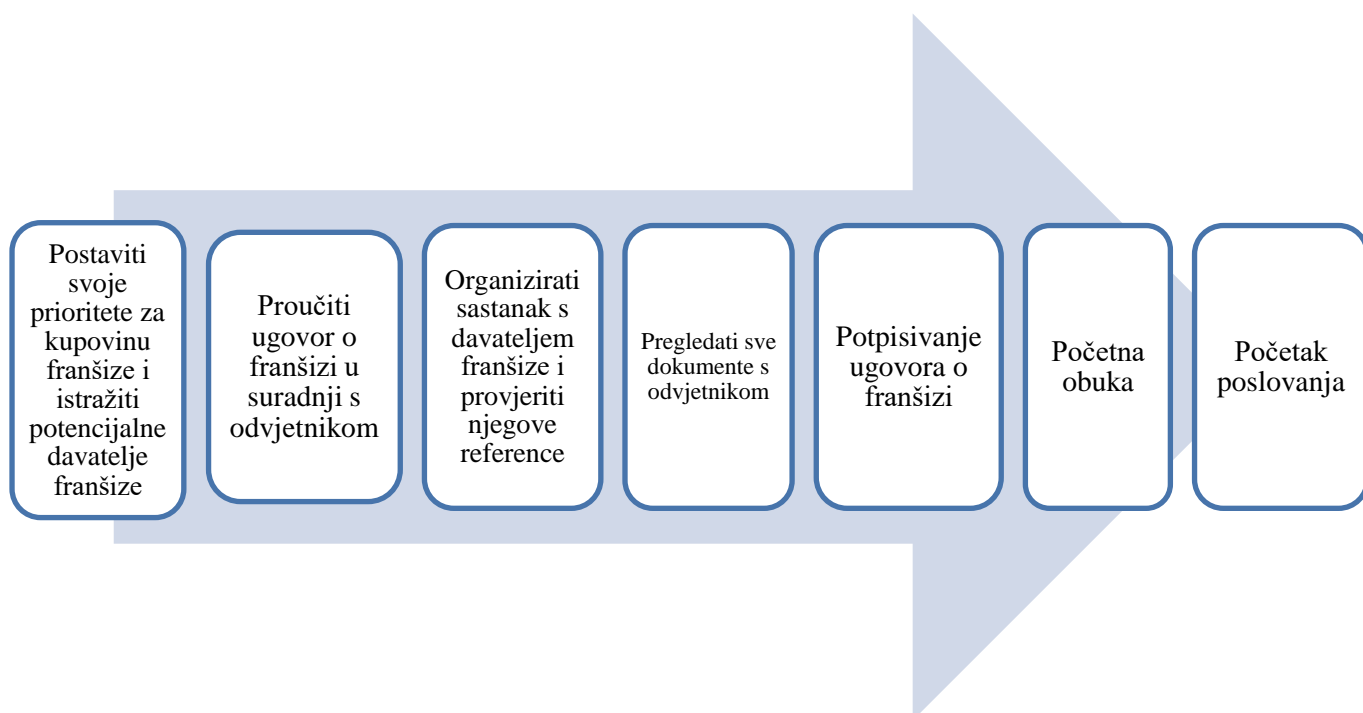 Postaviti
svoje
prioritete za
kupovinu
franšize i
istražiti
potencijalne
davatelje
franšize
Proučiti
ugovor o
franšizi u
suradnji s
odvjetnikom
Organizirati
sastanak s
davateljem
franšize i
provjeriti
njegove
reference
Pregledati sve
dokumente s
odvjetnikom
Potpisivanje
ugovora o
franšizi
Početna
obuka
Početak
poslovanja